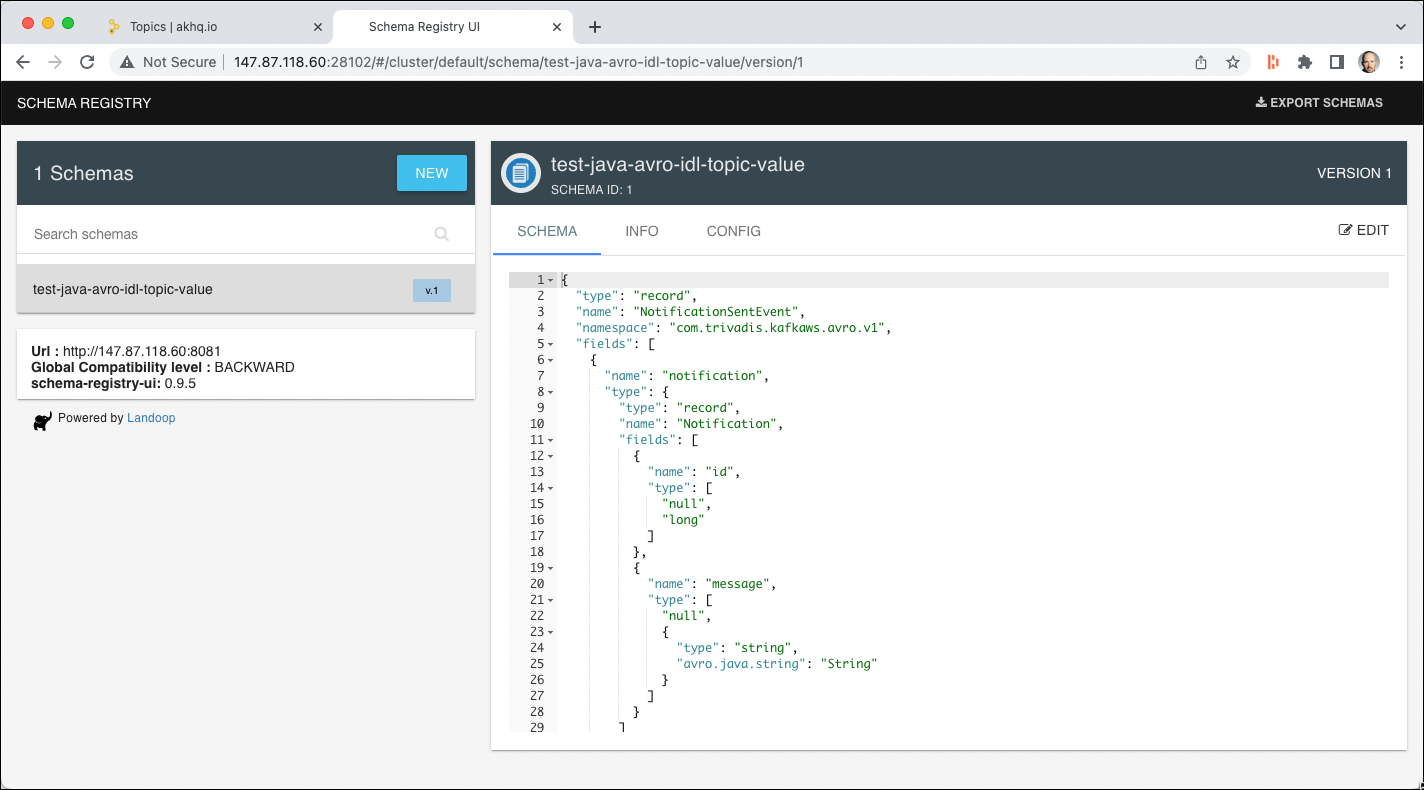 Topics | akhq.io
Schema Registry UI
Not Secure
147.87.118.60:28102/#/cluster/default/schema/test-java-avro-idl-topic-value/version/1
SCHEMA REGISTRY
EXPORT SCHEMAS
1 Schemas
NEW
Search schemas
test-java-avro-idl-topic-value
v.1
Url : http://147.87.118.60:8081
Global Compatibility level : BACKWARD
schema-registry-ui: 0.9.5
Powered by Landoop
test-java-avro-idl-topic-value
SCHEMA ID: 1
VERSION 1
SCHEMA INFO CONFIG
EDIT
1 {
2 "type": "record",
3 "name": "NotificationSentEvent",
4 "namespace": "com.trivadis.kafkaws.avro.v1",
5 "fields": [
6 {
7 "name": "notification",
8 "type": {
9 "type": "record",
10 "name": "Notification",
11 "fields": [
12 {
13 "name": "id",
14 "type": [
15 "null",
16 "long"
17 ]
18 },
19 {
20 "name": "message",
21 "type": [
22 "null",
23 {
24 "type": "string",
25 "avro.java.string": "String"
26 }
27 ]
28 }
29 ]